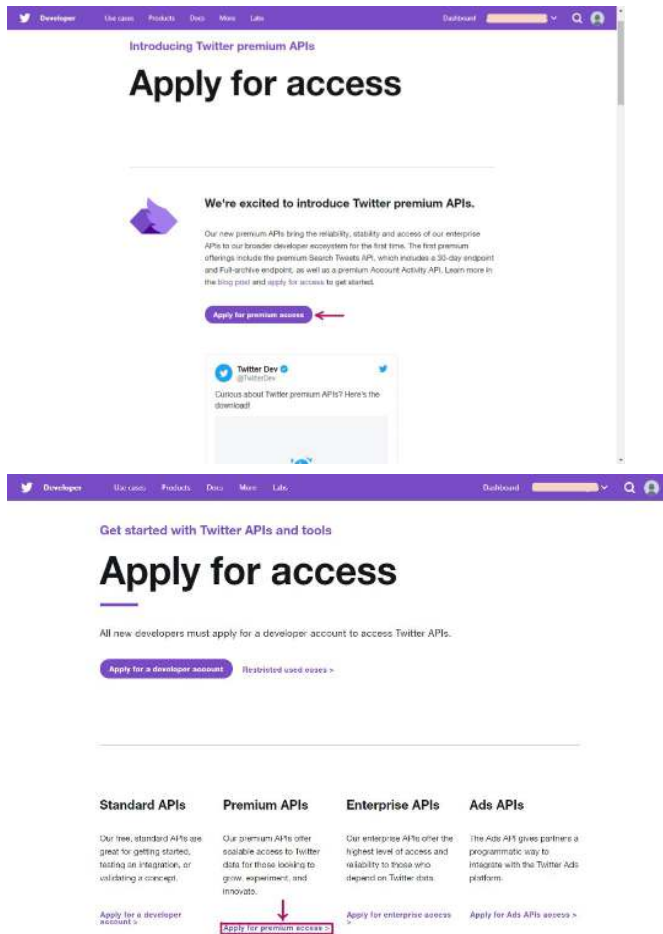 Developer Use cases Products Docs More Labs Dashboard
Introducing Twitter premium APIs
Apply for access
We're excited to introduce Twitter premium APIs.
Our new premium APIs bring the reliability, stability and access of our enterprise
APIs to our broader developer ecosystem for the first time. The first premium
offerings include the premium Search Tweets API, which includes a 30-day endpoint
and Full-archive endpoint, as well as a premium Account Activity API. Learn more in
the blog post and apply for access to get started.
Apply for premium access
Twitter Dev
@TwitterDev
Curious about Twitter premium APIs? Here's the
download!
Developer Use cases Products Docs More Labs Dashboard
Get started with Twitter APIs and tools
Apply for access
All new developers must apply for a developer account to access Twitter APIs.
Apply for a developer account Restricted used cases >
Standard APIs Premium APIs Enterprise APIs Ads APIs
Our free, standard APIs are
great for getting started,
testing an integration, or
validating a concept.
Apply for a developer
account >
Our premium APIs offer
scalable access to Twitter
data for those looking to
grow, experiment, and
innovate.
Apply for premium access >
Our enterprise APIs offer the
highest level of access and
reliability to those who
depend on Twitter data.
Apply for enterprise access
>
The Ads API gives partners a
programmatic way to
integrate with the Twitter Ads
platform.
Apply for Ads APIs access >